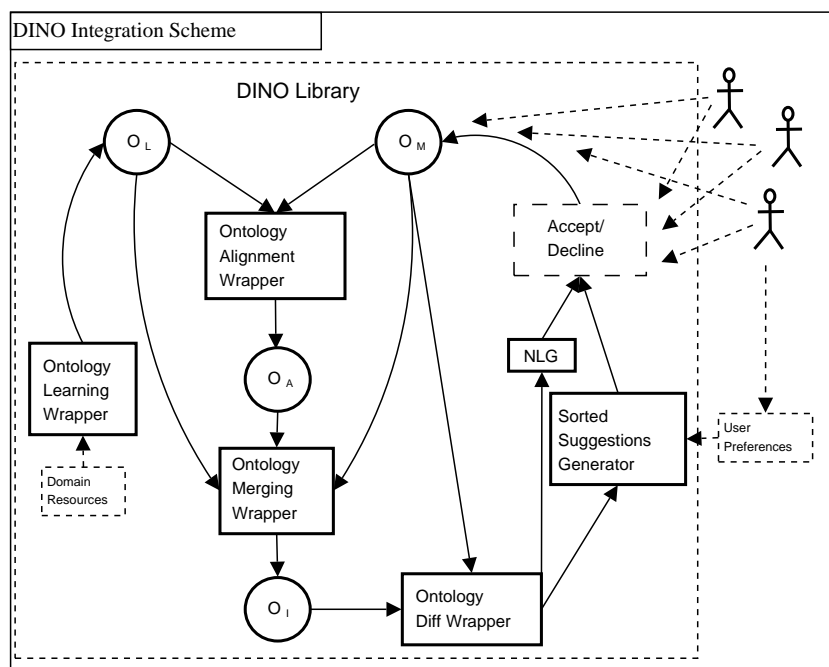 DINO Integration Scheme
DINO Library
O L
O M
Ontology
Alignment
Wrapper
Accept/
Decline
Ontology
Learning
Wrapper
O A
NLG
Sorted
Suggestions
Generator
User
Preferences
Domain
Resources
Ontology
Merging
Wrapper
O I
Ontology
Diff Wrapper